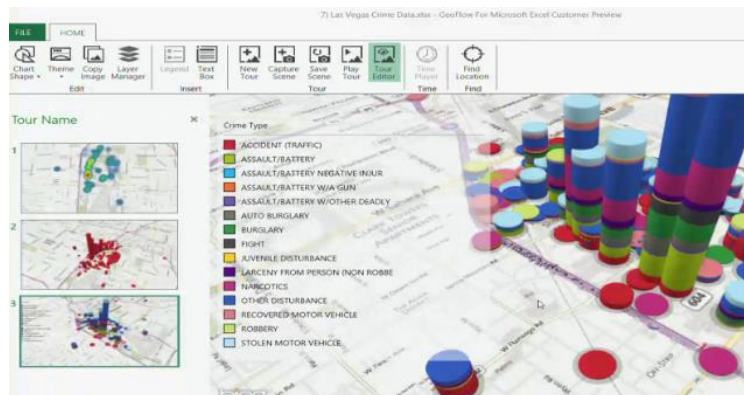 7) Las Vegas Crime Data.xlsx - GeoFlow For Microsoft Excel Customer Preview
FILE HOME
Chart Shape
Theme
Copy Image
Layer Manager
Edit
Legend
Text Box
Insert
New Tour
Capture Scene
Save Scene
Play Tour
Tour Editor
Tour
Time Player
Time
Find Location
Find
Tour Name
1
2
3
Crime Type
ACCIDENT (TRAFFIC)
ASSAULT/BATTERY
ASSAULT/BATTERY NEGATIVE INJUR
ASSAULT/BATTERY W/A GUN
ASSAULT/BATTERY W/OTHER DEADLY
AUTO BURGLARY
BURGLARY
FIGHT
JUVENILE DISTURBANCE
LARCENY FROM PERSON (NON ROBBE
NARCOTICS
OTHER DISTURBANCE
RECOVERED MOTOR VEHICLE
ROBBERY
STOLEN MOTOR VEHICLE
W Sahara Ave
604
W Flamingo Rd